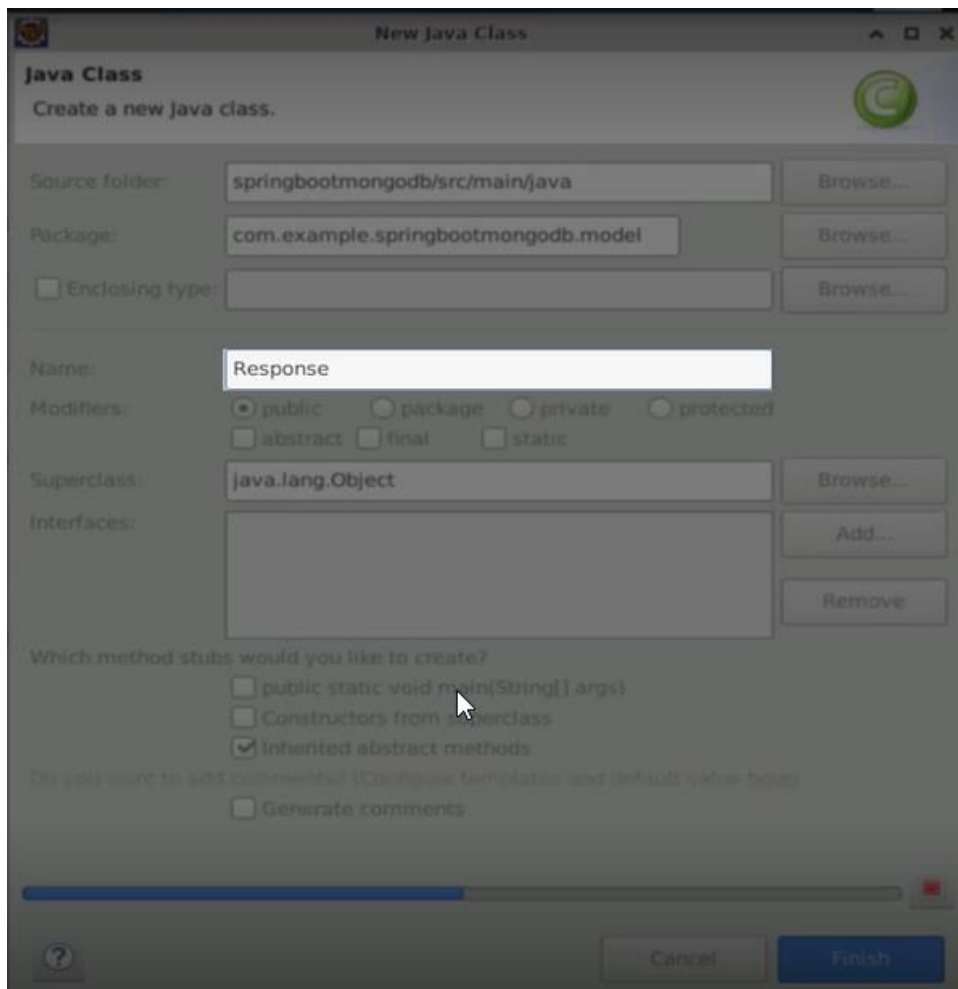 New Java Class
Java Class
Create a new Java class.
Source folder: springbootmongodb/src/main/java Browse...
Package: com.example.springbootmongodb.model Browse...
Enclosing type: Browse...
Name: Response
Modifiers: public package private protected
abstract final static
Superclass: java.lang.Object Browse...
Interfaces: Add...
Remove
Which method stubs would you like to create?
public static void main(String[] args)
Constructors from superclass
Inherited abstract methods
Do you want to add comments? (Configure templates and default value here)
Generate comments
? Cancel Finish